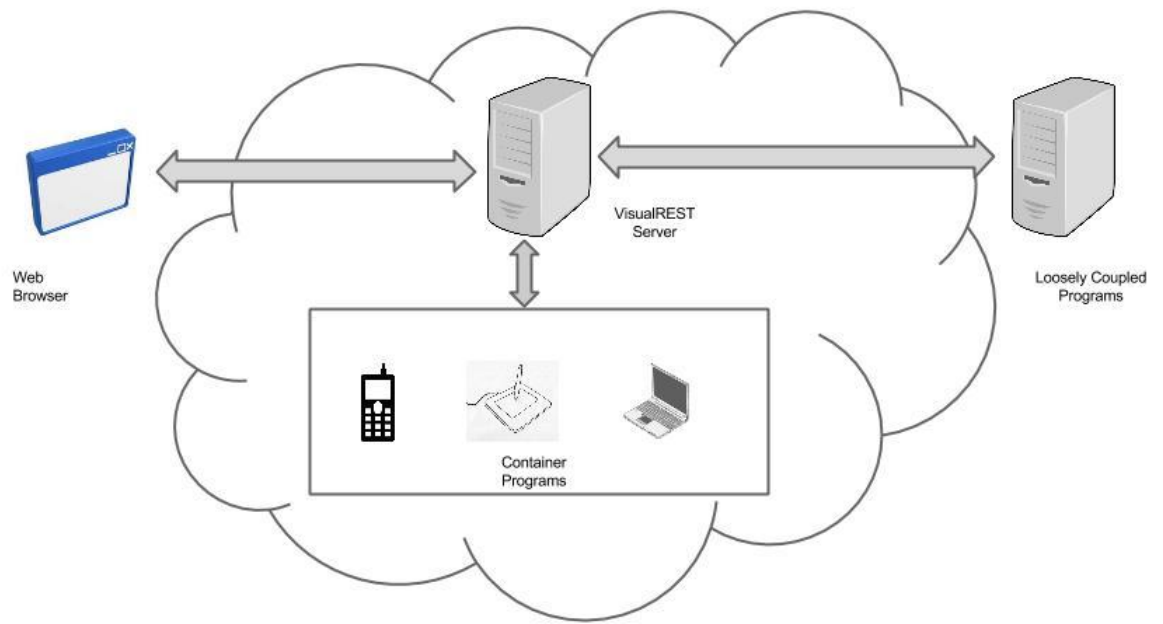 VisualREST
Server
Web
Browser
Loosely Coupled
Programs
Container
Programs